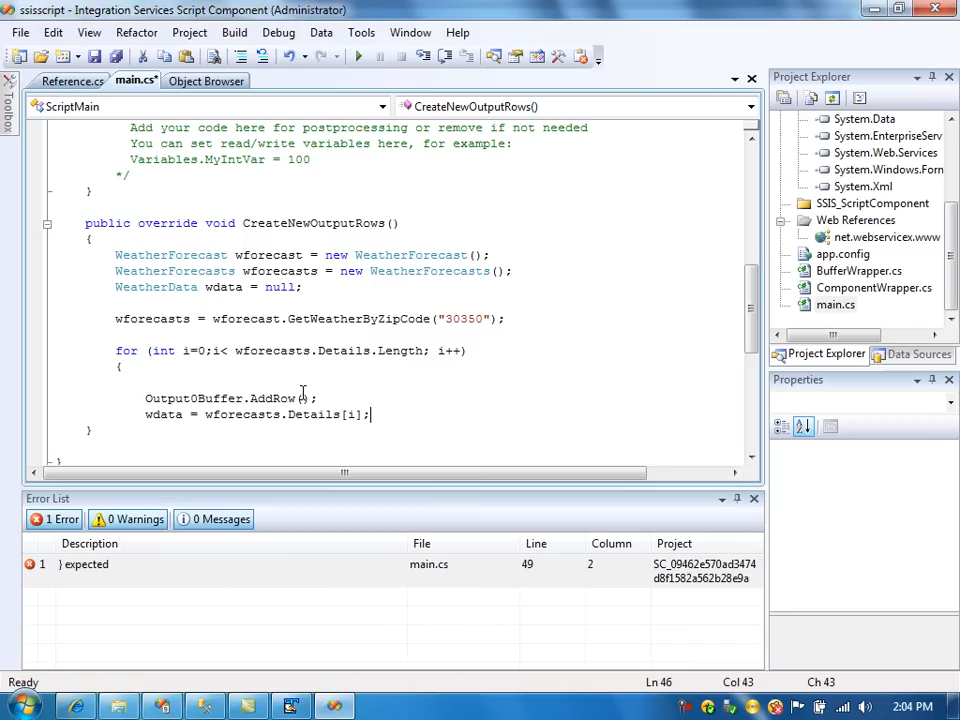 ssisscript - Integration Services Script Component (Administrator)
File Edit View Refactor Project Build Debug Data Tools Window Help
Toolbox
Reference.cs main.cs* Object Browser
ScriptMain CreateNewOutputRows()
Add your code here for postprocessing or remove if not needed
You can set read/write variables here, for example:
Variables.MyIntVar = 100
*/
}
public override void CreateNewOutputRows()
{
WeatherForecast wforecast = new WeatherForecast();
WeatherForecasts wforecasts = new WeatherForecasts();
WeatherData wdata = null;
wforecasts = wforecast.GetWeatherByZipCode("30350");
for (int i=0;i< wforecasts.Details.Length; i++)
{
Output0Buffer.AddRow();
wdata = wforecasts.Details[i];
}
}
Project Explorer
System.Data
System.EnterpriseServ
System.Web.Services
System.Windows.Forn
System.Xml
SSIS_ScriptComponent
Web References
net.webservicex.www
app.config
BufferWrapper.cs
ComponentWrapper.cs
main.cs
Project Explorer Data Sources
Properties
Error List
1 Error 0 Warnings 0 Messages
Description File Line Column Project
1 } expected main.cs 49 2 SC_09462e570ad3474
d8f1582a562b28e9a
Ready Ln 46 Col 43 Ch 43
2:04 PM